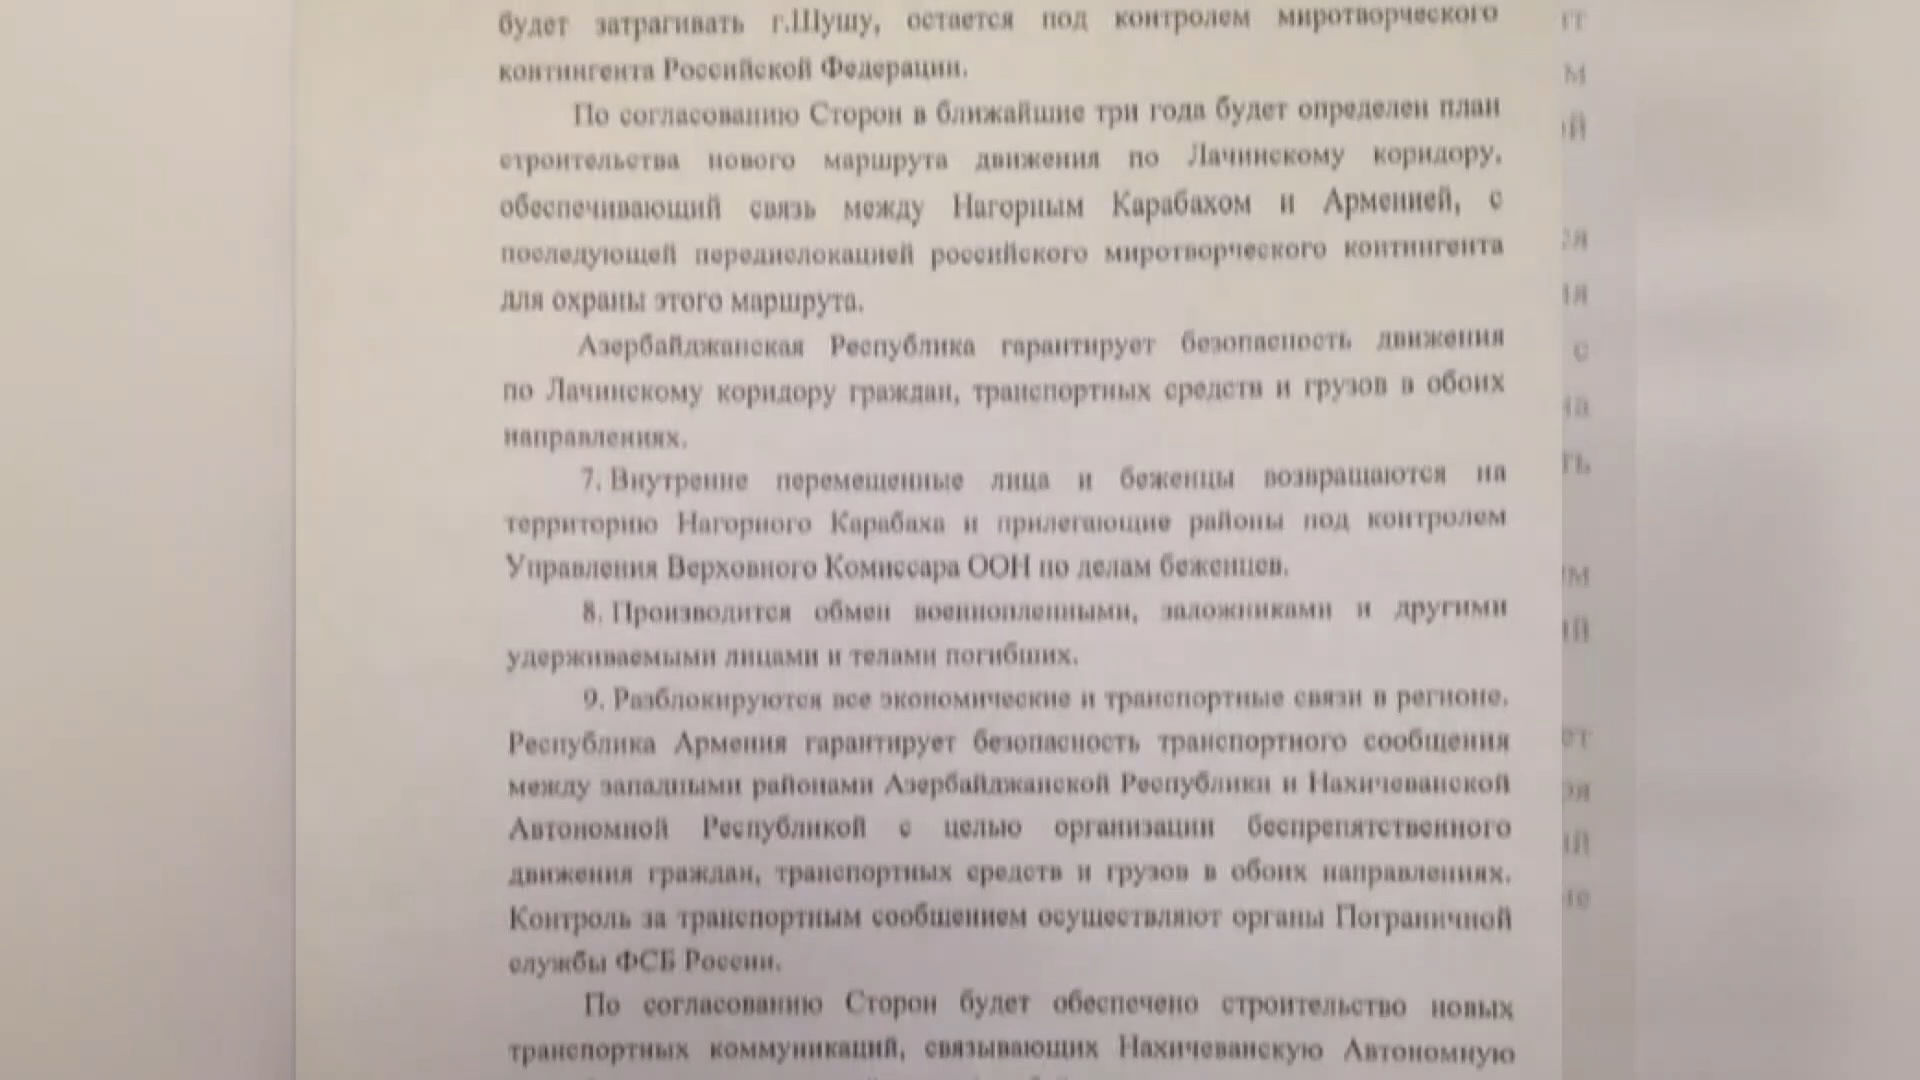 будет затрагивать г.Шушу, остается под контролем миротворческого
контингента Российской Федерации.
По согласованию Сторон в ближайшие три года будет определен план
строительства нового маршрута движения по Лачинскому коридору,
обеспечивающий связь между Нагорным Карабахом и Арменией, с
последующей передислокацией российского миротворческого контингента
для охраны этого маршрута.
Азербайджанская Республика гарантирует безопасность движения
по Лачинскому коридору граждан, транспортных средств и грузов в обоих
направлениях.
7. Внутренне перемещенные лица и беженцы возвращаются на
территорию Нагорного Карабаха и прилегающие районы под контролем
Управления Верховного Комиссара ООН по делам беженцев.
8. Производится обмен военнопленными, заложниками и другими
удерживаемыми лицами и телами погибших.
9. Разблокируются все экономические и транспортные связи в регионе.
Республика Армения гарантирует безопасность транспортного сообщения
между западными районами Азербайджанской Республики и Нахичеванской
Автономной Республикой с целью организации беспрепятственного
движения граждан, транспортных средств и грузов в обоих направлениях.
Контроль за транспортным сообщением осуществляют органы Пограничной
службы ФСБ России.
По согласованию Сторон будет обеспечено строительство новых
транспортных коммуникаций, связывающих Нахичеванскую Автономную